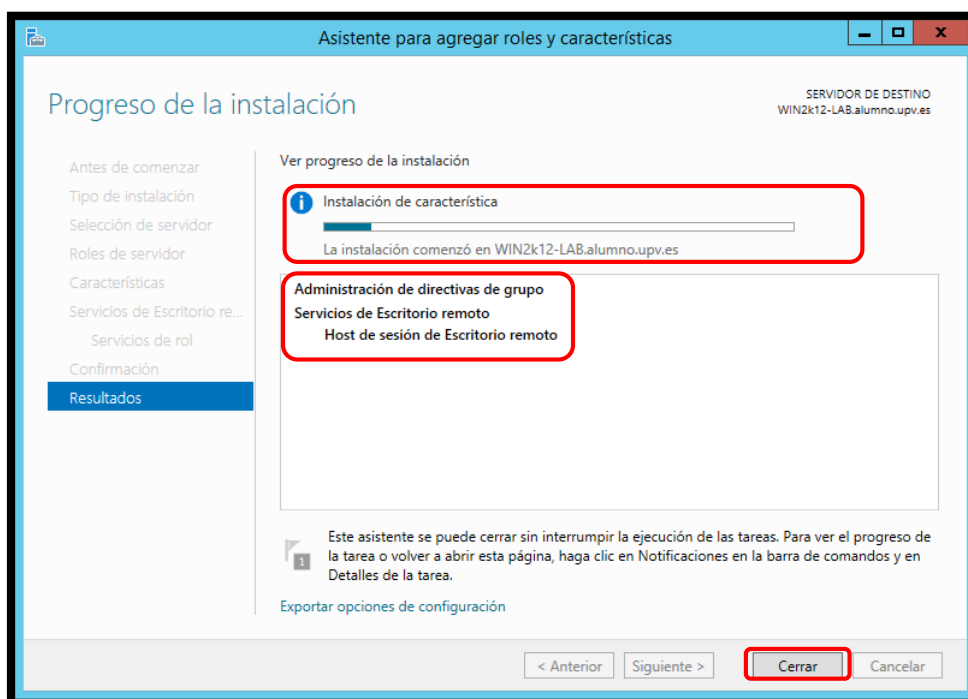 Asistente para agregar roles y características
Progreso de la instalación
SERVIDOR DE DESTINO
WIN2k12-LAB.alumno.upv.es
Antes de comenzar
Tipo de instalación
Selección de servidor
Roles de servidor
Características
Servicios de Escritorio re...
Servicios de rol
Confirmación
Resultados
Ver progreso de la instalación
Instalación de característica
La instalación comenzó en WIN2k12-LAB.alumno.upv.es
Administración de directivas de grupo
Servicios de Escritorio remoto
Host de sesión de Escritorio remoto
1
Este asistente se puede cerrar sin interrumpir la ejecución de las tareas. Para ver el progreso de
la tarea o volver a abrir esta página, haga clic en Notificaciones en la barra de comandos y en
Detalles de la tarea.
Exportar opciones de configuración
< Anterior
Siguiente >
Cerrar
Cancelar